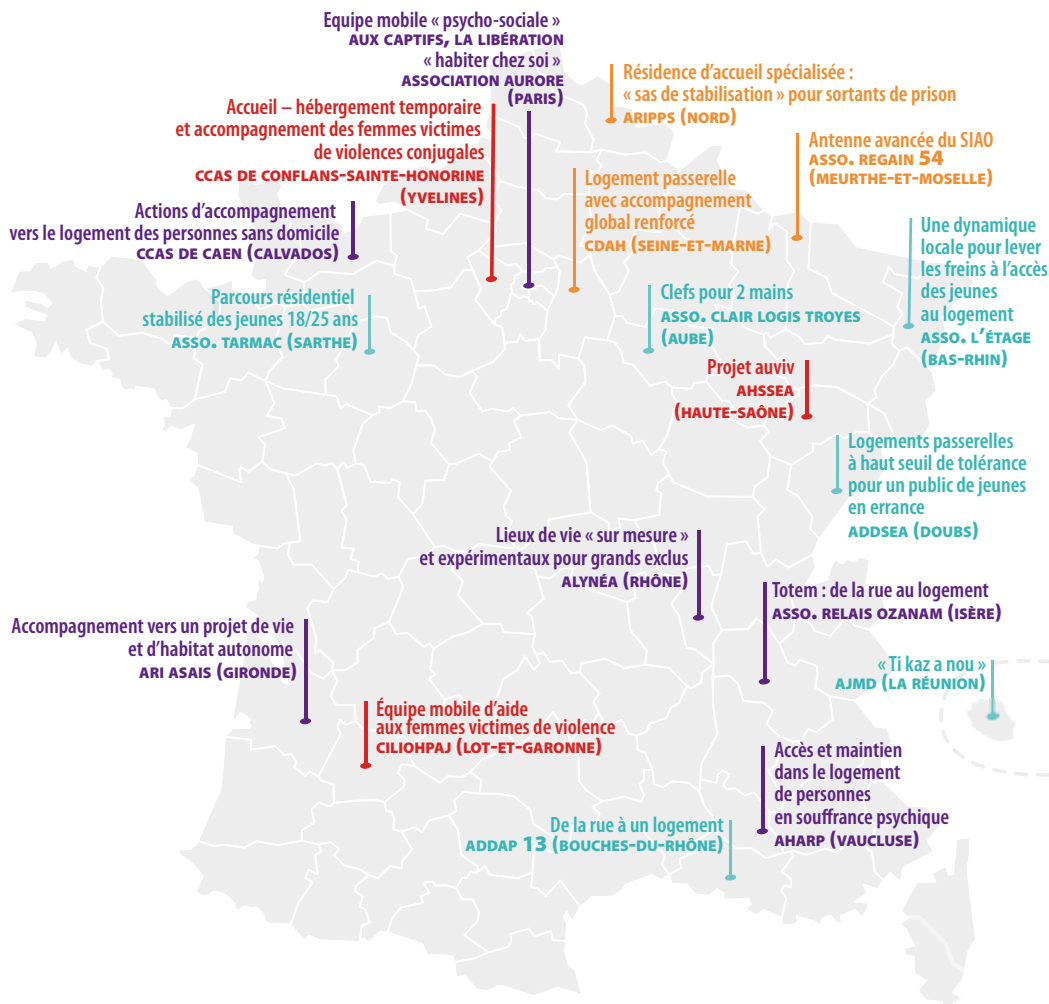 Equipe mobile « psycho-sociale »
AUX CAPTIFS, LA LIBÉRATION
« habiter chez soi »
ASSOCIATION AURORE
(PARIS)
Résidence d'accueil spécialisée :
« sas de stabilisation » pour sortants de prison
ARIPPS (NORD)
Accueil – hébergement temporaire
et accompagnement des femmes victimes
de violences conjugales
CCAS DE CONFLANS-SAINTE-HONORINE
(YVELINES)
Antenne avancée du SIAO
ASSO. REGAIN 54
(MEURTHE-ET-MOSELLE)
Logement passerelle
avec accompagnement
global renforcé
CDAH (SEINE-ET-MARNE)
Actions d'accompagnement
vers le logement des personnes sans domicile
CCAS DE CAEN (CALVADOS)
Une dynamique
locale pour lever
les freins à l'accès
des jeunes
au logement
ASSO. L'ÉTAGE
(BAS-RHIN)
Parcours résidentiel
stabilisé des jeunes 18/25 ans
ASSO. TARMAC (SARTHE)
Clefs pour 2 mains
ASSO. CLAIR LOGIS TROYES
(AUBE)
Projet auviv
AHSSEA
(HAUTE-SAÔNE)
Logements passerelles
à haut seuil de tolérance
pour un public de jeunes
en errance
ADDSEA (DOUBS)
Lieux de vie « sur mesure »
et expérimentaux pour grands exclus
ALYNÉA (RHÔNE)
Totem : de la rue au logement
ASSO. RELAIS OZANAM (ISÈRE)
Accompagnement vers un projet de vie
et d'habitat autonome
ARI ASAIS (GIRONDE)
« Ti kaz a nou »
AJMD (LA RÉUNION)
Équipe mobile d'aide
aux femmes victimes de violence
CILIOHPAJ (LOT-ET-GARONNE)
Accès et maintien
dans le logement
de personnes
en souffrance psychique
AHARP (VAUCLUSE)
De la rue à un logement
ADDAP 13 (BOUCHES-DU-RHÔNE)